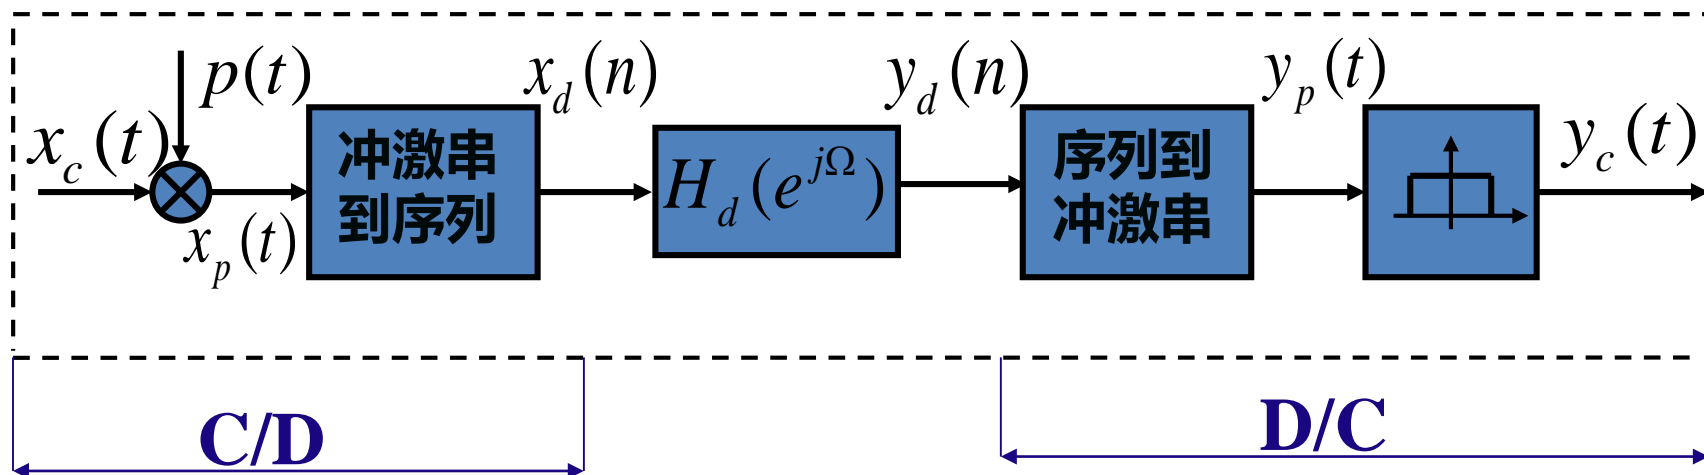 p(t)
x_d(n)
y_d(n)
y_p(t)
x_c(t)
y_c(t)
冲激串
到序列
H_d(e^{jΩ})
序列到
冲激串
x_p(t)
C/D
D/C